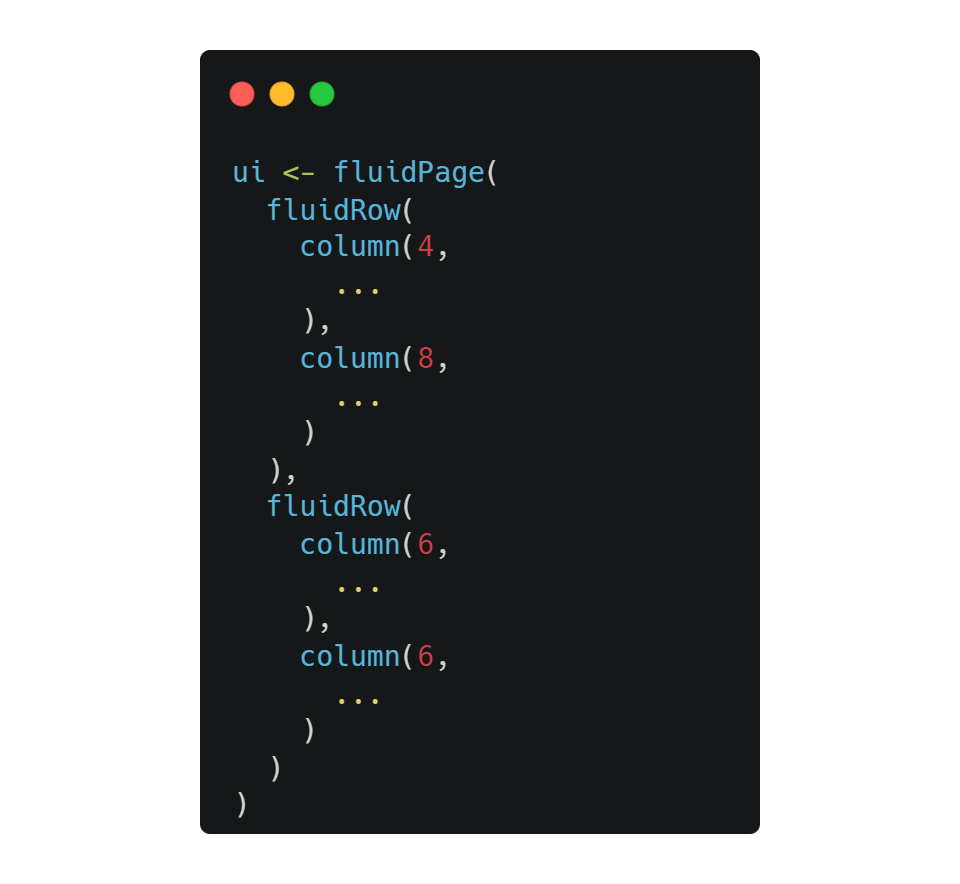 ui <- fluidPage(
  fluidRow(
    column(4,
      ...
    ),
    column(8,
      ...
    )
  ),
  fluidRow(
    column(6,
      ...
    ),
    column(6,
      ...
    )
  )
)